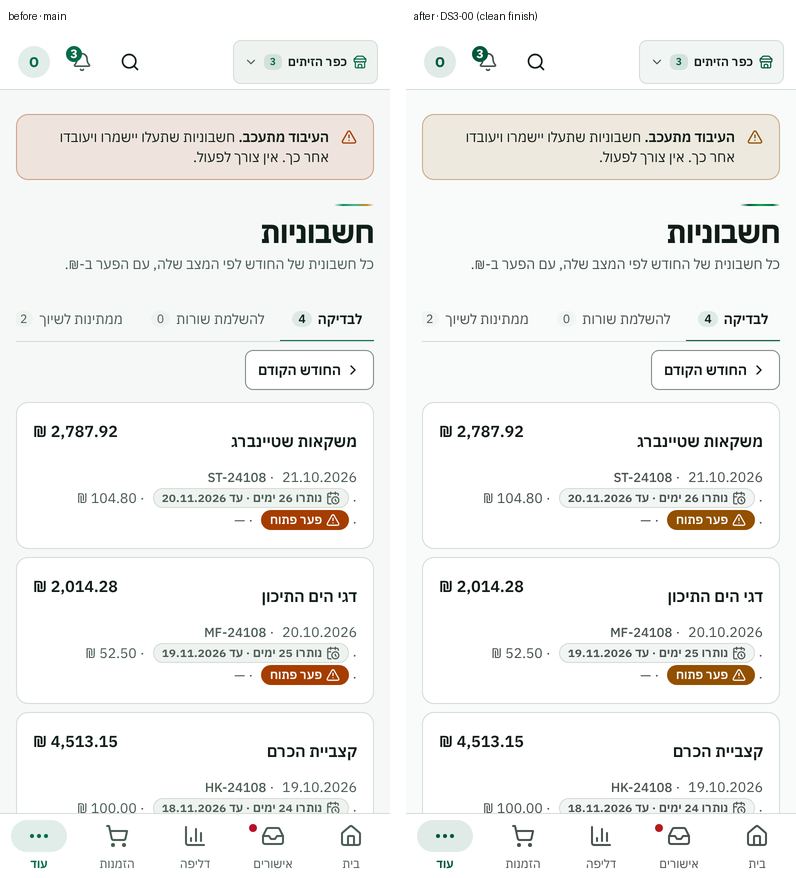 before · main
כפר הזיתים 3
3
O
העיבוד מתעכב. חשבוניות שתעלו יישמרו ויעובדו
אחר כך. אין צורך לפעול.
חשבוניות
כל חשבונית של החודש לפי המצב שלה, עם הפער ב-₪.
לבדיקה 4
להשלמת שורות 0
ממתינות לשיוך 2
החודש הקודם
משקאות שטיינברג
2,787.92 ₪
21.10.2026 · ST-24108
· נותרו 26 ימים · עד 20.11.2026 · 104.80 ₪
· פער פתוח · —
דגי הים התיכון
2,014.28 ₪
20.10.2026 · MF-24108
· נותרו 25 ימים · עד 19.11.2026 · 52.50 ₪
· פער פתוח · —
קצביית הכרם
4,513.15 ₪
19.10.2026 · HK-24108
· נותרו 24 ימים · עד 18.11.2026 · 100.00 ₪
בית
אישורים
דליפה
הזמנות
עוד
after · DS3-00 (clean finish)
כפר הזיתים 3
3
O
העיבוד מתעכב. חשבוניות שתעלו יישמרו ויעובדו
אחר כך. אין צורך לפעול.
חשבוניות
כל חשבונית של החודש לפי המצב שלה, עם הפער ב-₪.
לבדיקה 4
להשלמת שורות 0
ממתינות לשיוך 2
החודש הקודם
משקאות שטיינברג
2,787.92 ₪
21.10.2026 · ST-24108
· נותרו 26 ימים · עד 20.11.2026 · 104.80 ₪
· פער פתוח · —
דגי הים התיכון
2,014.28 ₪
20.10.2026 · MF-24108
· נותרו 25 ימים · עד 19.11.2026 · 52.50 ₪
· פער פתוח · —
קצביית הכרם
4,513.15 ₪
19.10.2026 · HK-24108
· נותרו 24 ימים · עד 18.11.2026 · 100.00 ₪
בית
אישורים
דליפה
הזמנות
עוד